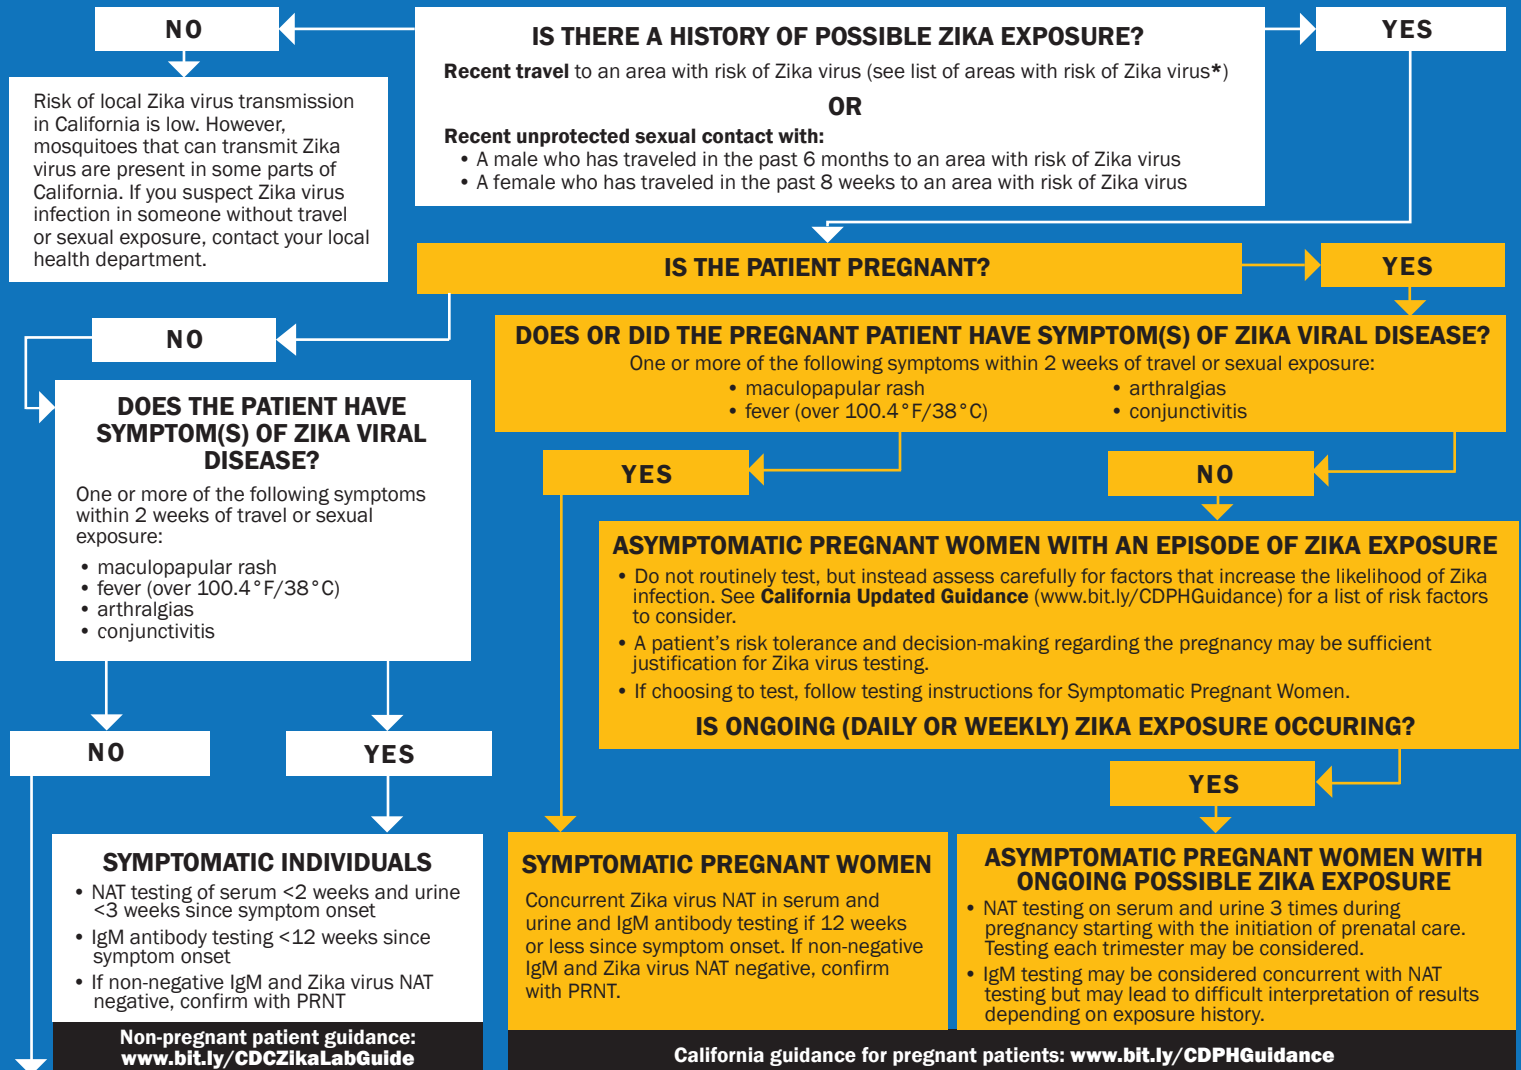 NO
IS THERE A HISTORY OF POSSIBLE ZIKA EXPOSURE?
YES
Recent travel to an area with risk of Zika virus (see list of areas with risk of Zika virus*)
OR
Recent unprotected sexual contact with:
• A male who has traveled in the past 6 months to an area with risk of Zika virus
• A female who has traveled in the past 8 weeks to an area with risk of Zika virus
Risk of local Zika virus transmission
in California is low. However,
mosquitoes that can transmit Zika
virus are present in some parts of
California. If you suspect Zika virus
infection in someone without travel
or sexual exposure, contact your local
health department.
IS THE PATIENT PREGNANT?
YES
NO
DOES OR DID THE PREGNANT PATIENT HAVE SYMPTOM(S) OF ZIKA VIRAL DISEASE?
One or more of the following symptoms within 2 weeks of travel or sexual exposure:
• maculopapular rash
• fever (over 100.4°F/38°C)
• arthralgias
• conjunctivitis
DOES THE PATIENT HAVE
SYMPTOM(S) OF ZIKA VIRAL
DISEASE?
One or more of the following symptoms
within 2 weeks of travel or sexual
exposure:
• maculopapular rash
• fever (over 100.4°F/38°C)
• arthralgias
• conjunctivitis
YES
NO
ASYMPTOMATIC PREGNANT WOMEN WITH AN EPISODE OF ZIKA EXPOSURE
• Do not routinely test, but instead assess carefully for factors that increase the likelihood of Zika
infection. See California Updated Guidance (www.bit.ly/CDPHGuidance) for a list of risk factors
to consider.
• A patient's risk tolerance and decision-making regarding the pregnancy may be sufficient
justification for Zika virus testing.
• If choosing to test, follow testing instructions for Symptomatic Pregnant Women.
IS ONGOING (DAILY OR WEEKLY) ZIKA EXPOSURE OCCURING?
NO
YES
YES
SYMPTOMATIC INDIVIDUALS
• NAT testing of serum <2 weeks and urine
<3 weeks since symptom onset
• IgM antibody testing <12 weeks since
symptom onset
• If non-negative IgM and Zika virus NAT
negative, confirm with PRNT
Non-pregnant patient guidance:
www.bit.ly/CDCZikaLabGuide
SYMPTOMATIC PREGNANT WOMEN
Concurrent Zika virus NAT in serum and
urine and IgM antibody testing if 12 weeks
or less since symptom onset. If non-negative
IgM and Zika virus NAT negative, confirm
with PRNT.
ASYMPTOMATIC PREGNANT WOMEN WITH
ONGOING POSSIBLE ZIKA EXPOSURE
• NAT testing on serum and urine 3 times during
pregnancy starting with the initiation of prenatal care.
Testing each trimester may be considered.
• IgM testing may be considered concurrent with NAT
testing but may lead to difficult interpretation of results
depending on exposure history.
California guidance for pregnant patients: www.bit.ly/CDPHGuidance